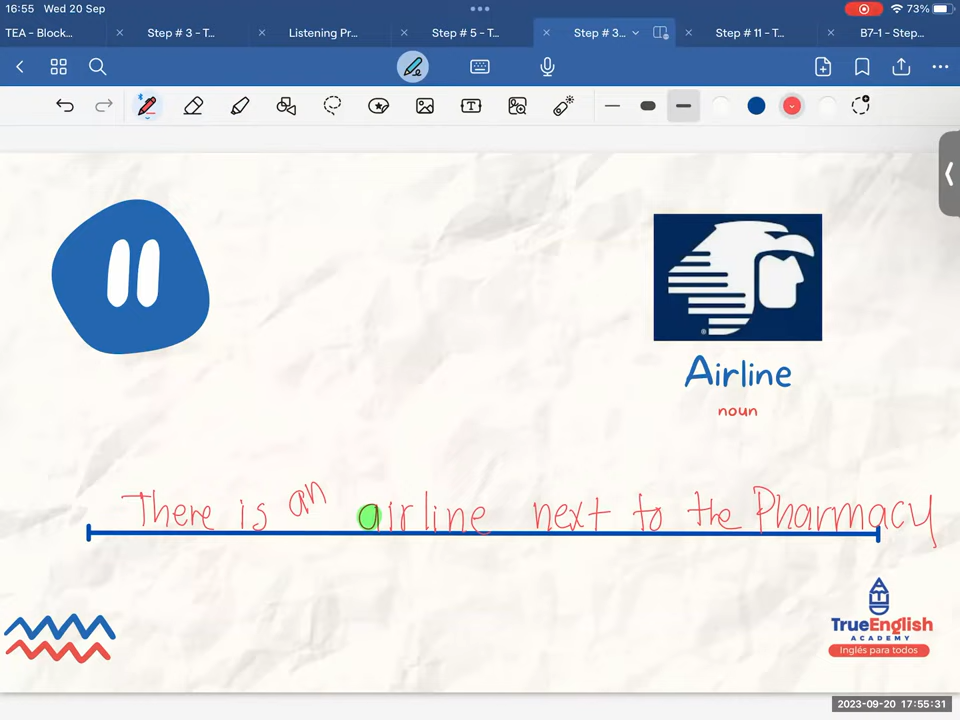 16:55 Wed 20 Sep
73%
TEA - Block...
Step # 3 - T...
Listening Pr...
Step # 5 - T...
Step # 3...
Step # 11 - T...
B7-1 - Step...
11
Airline
noun
There is an airline next to the Pharmacy
TrueEnglish
ACADEMY
Inglés para todos
2023-09-20 17:55:31